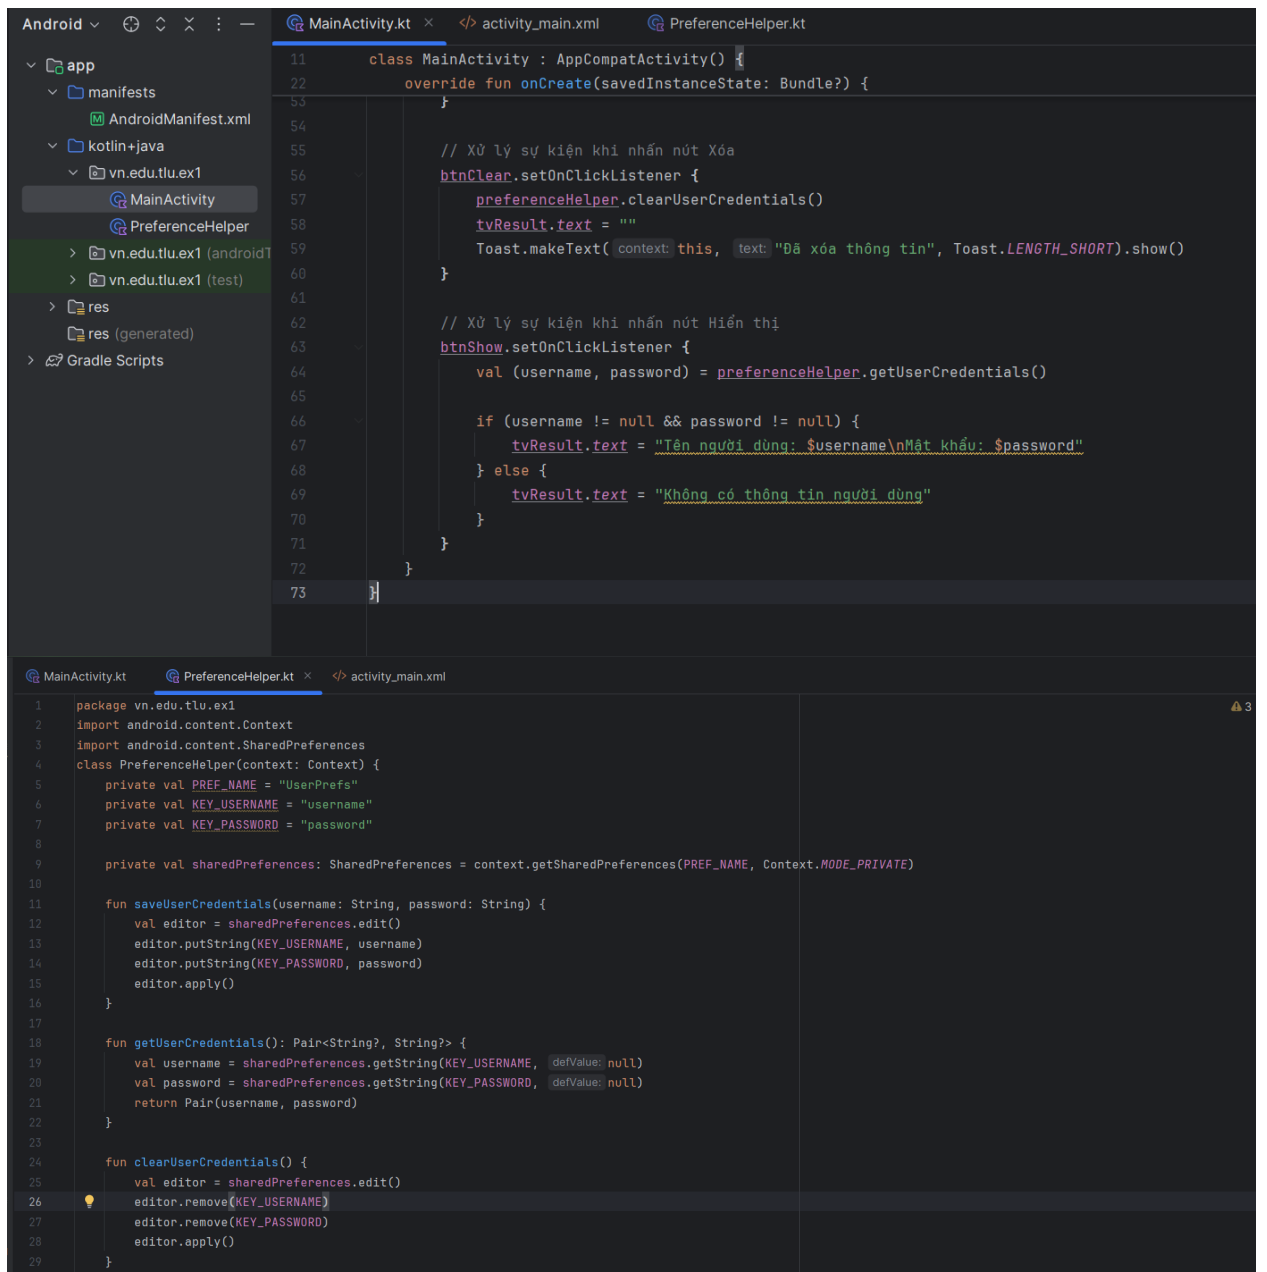 Android
MainActivity.kt
activity_main.xml
PreferenceHelper.kt
app
manifests
AndroidManifest.xml
kotlin+java
vn.edu.tlu.ex1
MainActivity
PreferenceHelper
vn.edu.tlu.ex1 (androidT
vn.edu.tlu.ex1 (test)
res
res (generated)
Gradle Scripts
11 class MainActivity : AppCompatActivity() {
22 override fun onCreate(savedInstanceState: Bundle?) {
53 }
54
55 // Xử lý sự kiện khi nhấn nút Xóa
56 btnClear.setOnClickListener {
57 preferenceHelper.clearUserCredentials()
58 tvResult.text = ""
59 Toast.makeText( context: this, text: "Đã xóa thông tin", Toast.LENGTH_SHORT).show()
60 }
61
62 // Xử lý sự kiện khi nhấn nút Hiển thị
63 btnShow.setOnClickListener {
64 val (username, password) = preferenceHelper.getUserCredentials()
65
66 if (username != null && password != null) {
67 tvResult.text = "Tên người dùng: $username\nMật khẩu: $password"
68 } else {
69 tvResult.text = "Không có thông tin người dùng"
70 }
71 }
72 }
73 }
MainActivity.kt
PreferenceHelper.kt
activity_main.xml
3
1 package vn.edu.tlu.ex1
2 import android.content.Context
3 import android.content.SharedPreferences
4 class PreferenceHelper(context: Context) {
5 private val PREF_NAME = "UserPrefs"
6 private val KEY_USERNAME = "username"
7 private val KEY_PASSWORD = "password"
8
9 private val sharedPreferences: SharedPreferences = context.getSharedPreferences(PREF_NAME, Context.MODE_PRIVATE)
10
11 fun saveUserCredentials(username: String, password: String) {
12 val editor = sharedPreferences.edit()
13 editor.putString(KEY_USERNAME, username)
14 editor.putString(KEY_PASSWORD, password)
15 editor.apply()
16 }
17
18 fun getUserCredentials(): Pair<String?, String?> {
19 val username = sharedPreferences.getString(KEY_USERNAME, defValue: null)
20 val password = sharedPreferences.getString(KEY_PASSWORD, defValue: null)
21 return Pair(username, password)
22 }
23
24 fun clearUserCredentials() {
25 val editor = sharedPreferences.edit()
26 editor.remove(KEY_USERNAME)
27 editor.remove(KEY_PASSWORD)
28 editor.apply()
29 }